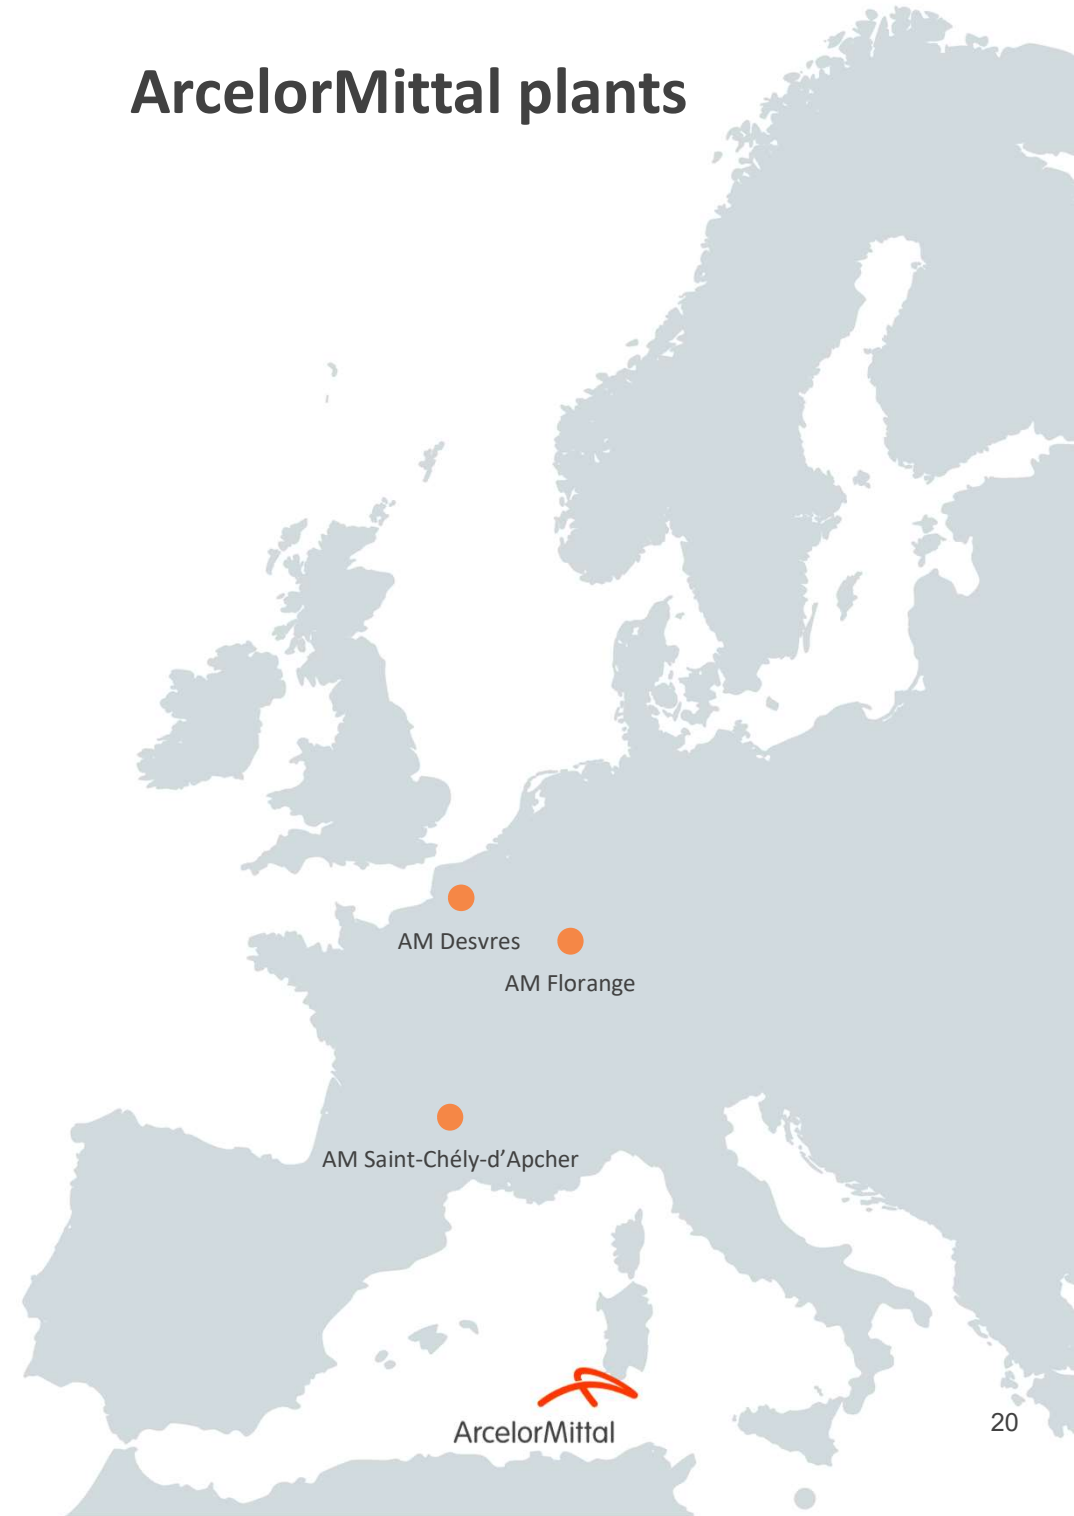 ArcelorMittal plants
AM Desvres
AM Florange
AM Saint-Chély-d’Apcher
ArcelorMittal
20